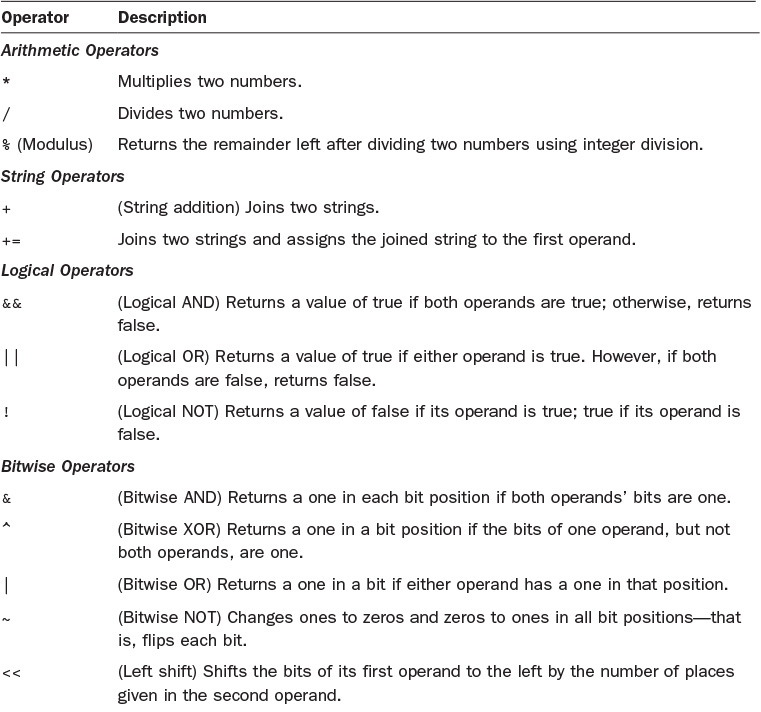 Operator Description
Arithmetic Operators
* Multiplies two numbers.
/ Divides two numbers.
% (Modulus) Returns the remainder left after dividing two numbers using integer division.
String Operators
+ (String addition) Joins two strings.
+= Joins two strings and assigns the joined string to the first operand.
Logical Operators
&& (Logical AND) Returns a value of true if both operands are true; otherwise, returns
false.
|| (Logical OR) Returns a value of true if either operand is true. However, if both
operands are false, returns false.
! (Logical NOT) Returns a value of false if its operand is true; true if its operand is
false.
Bitwise Operators
& (Bitwise AND) Returns a one in each bit position if both operands’ bits are one.
^ (Bitwise XOR) Returns a one in a bit position if the bits of one operand, but not
both operands, are one.
| (Bitwise OR) Returns a one in a bit if either operand has a one in that position.
~ (Bitwise NOT) Changes ones to zeros and zeros to ones in all bit positions—that
is, flips each bit.
<< (Left shift) Shifts the bits of its first operand to the left by the number of places
given in the second operand.